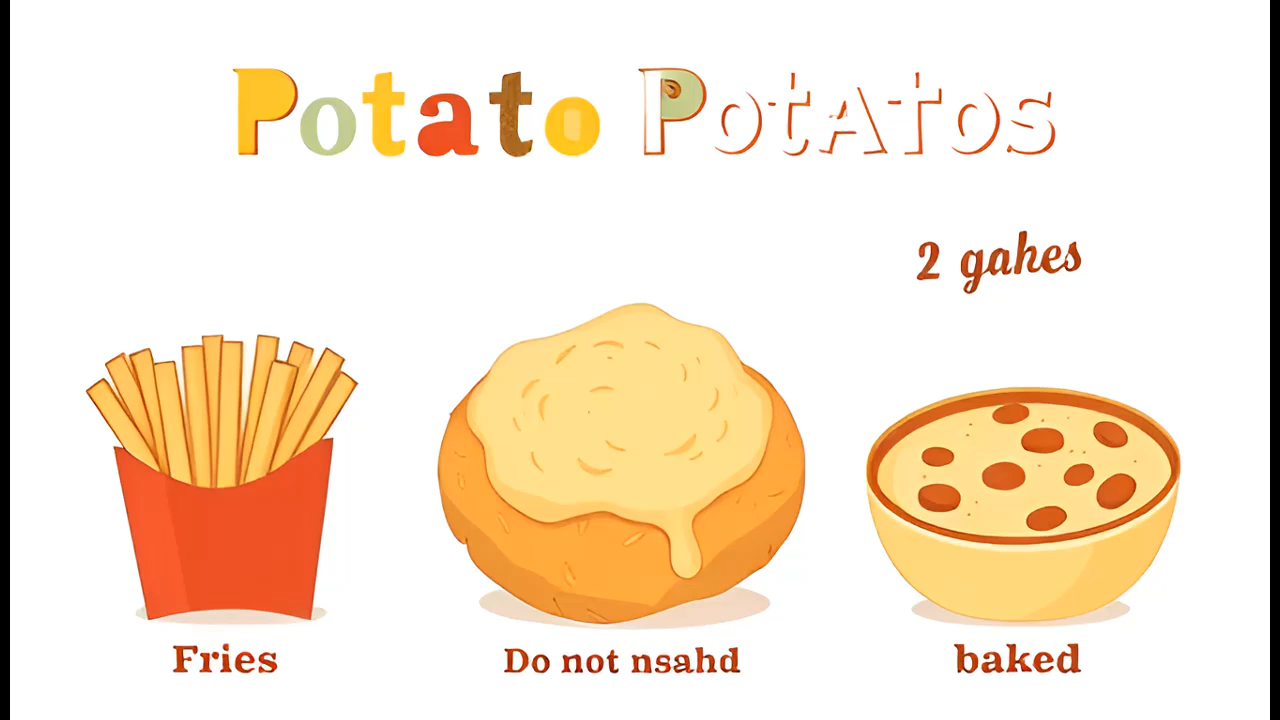 Potato PotAtos
2 gahes
Fries
Do not nsahd
baked